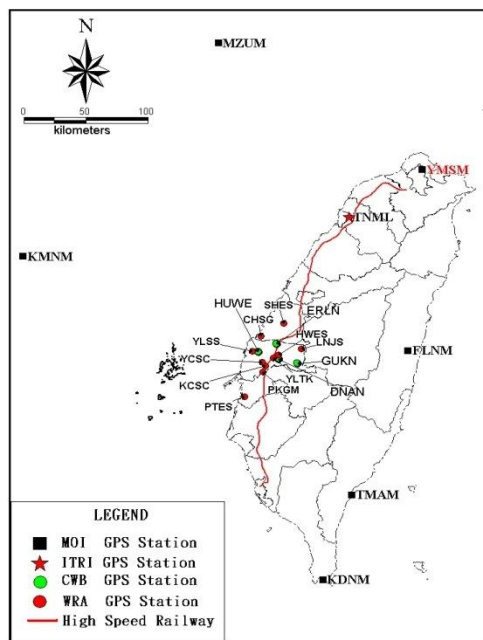 N
MZUM
0 50 100
kilometers
YMSM
TNML
KMNM
HUWE
SHES
ERLN
CHSG
HWES
YLSS
LNJS
FLNM
YCSC
GUKN
KCSC
YLTK
PKGM
DNAN
PTES
TMAM
LEGEND
MOI GPS Station
ITRI GPS Station
CWB GPS Station
WRA GPS Station
High Speed Railway
KDNM